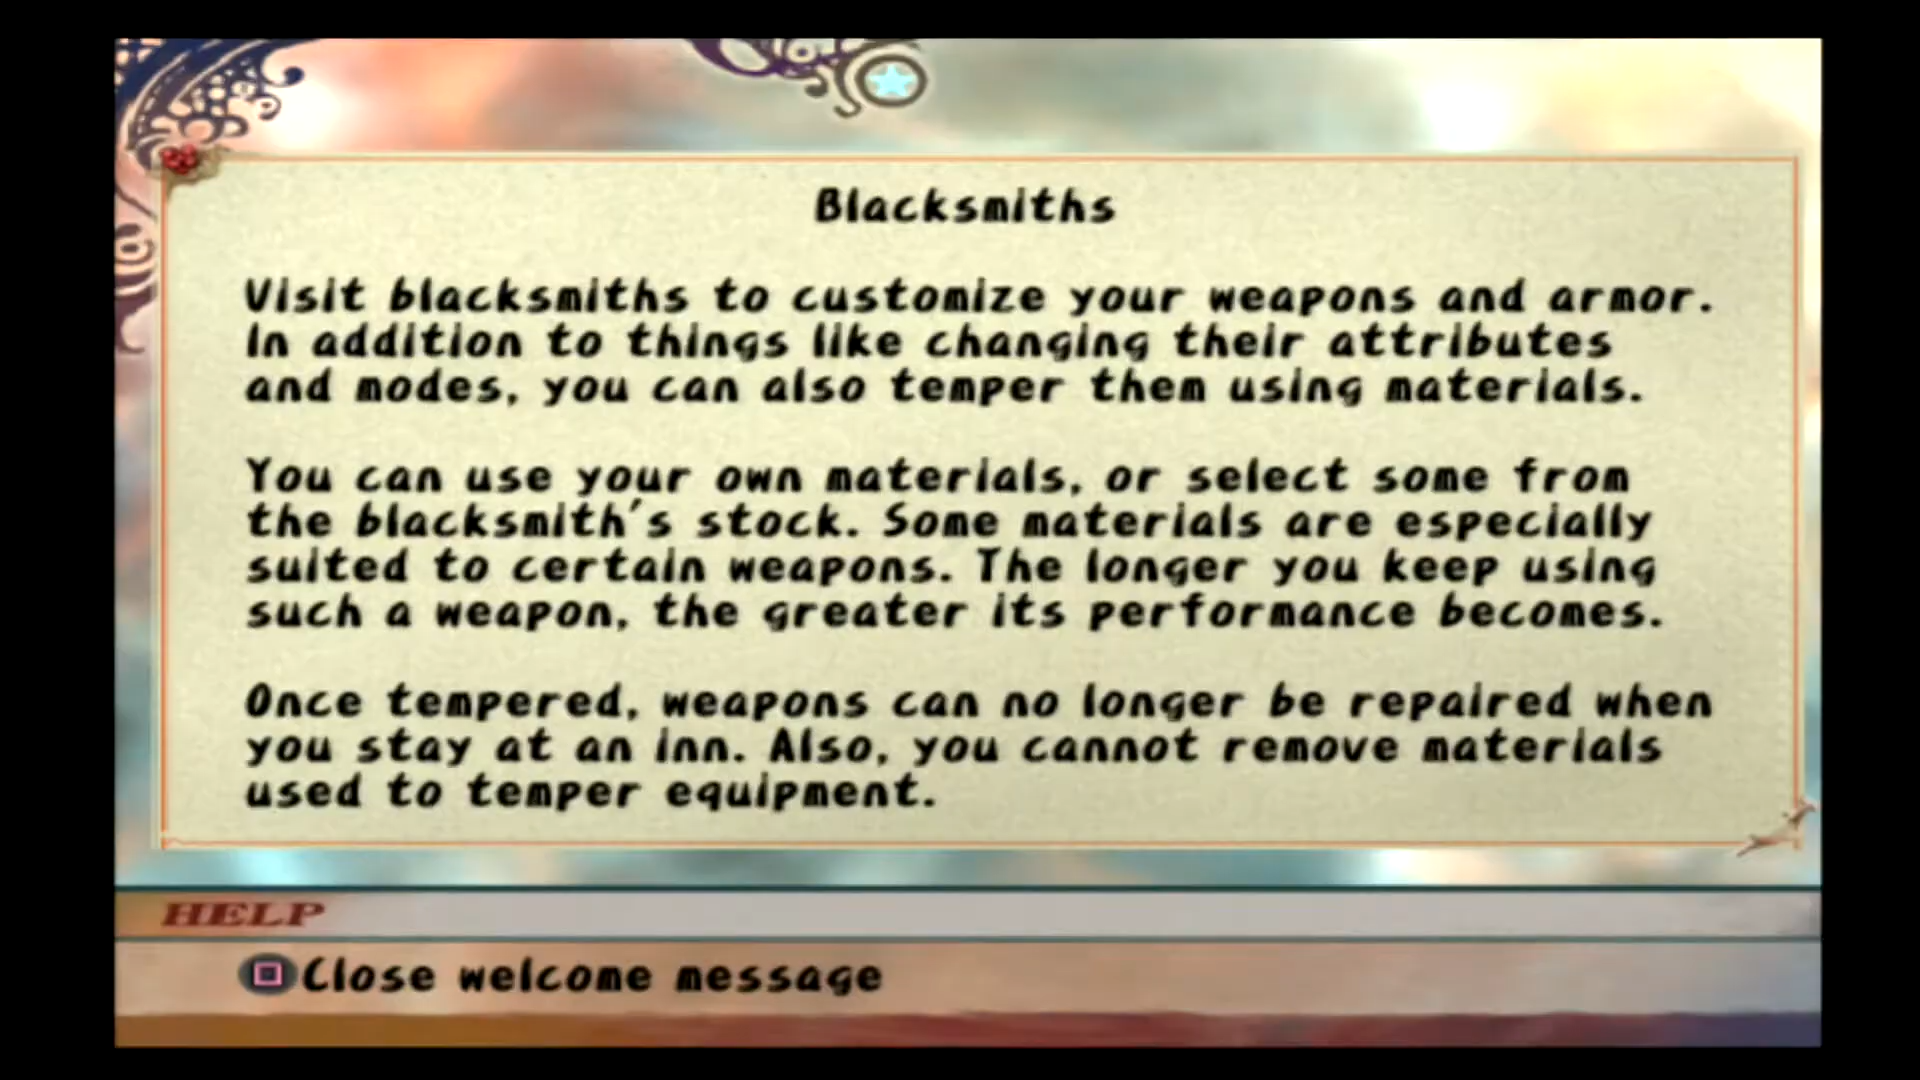 Blacksmiths
Visit blacksmiths to customize your weapons and armor.
In addition to things like changing their attributes
and modes, you can also temper them using materials.
You can use your own materials, or select some from
the blacksmith's stock. Some materials are especially
suited to certain weapons. The longer you keep using
such a weapon, the greater its performance becomes.
Once tempered, weapons can no longer be repaired when
you stay at an inn. Also, you cannot remove materials
used to temper equipment.
HELP
Close welcome message